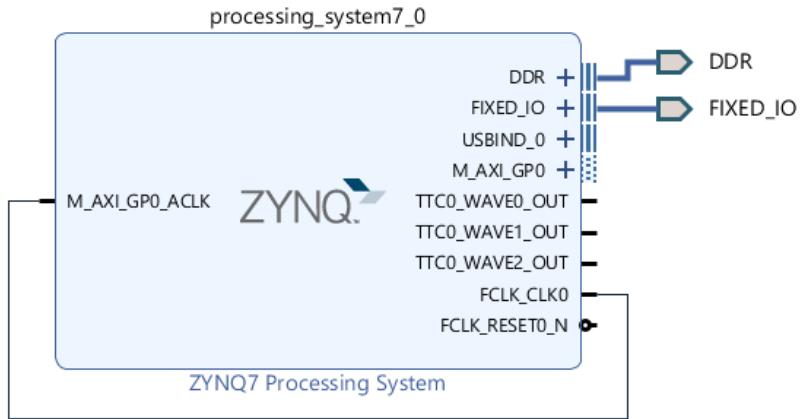 processing_system7_0
DDR
DDR
FIXED_IO
FIXED_IO
USBIND_0
M_AXI_GP0
M_AXI_GP0_ACLK
ZYNQ
TTC0_WAVE0_OUT
TTC0_WAVE1_OUT
TTC0_WAVE2_OUT
FCLK_CLK0
FCLK_RESET0_N
ZYNQ7 Processing System